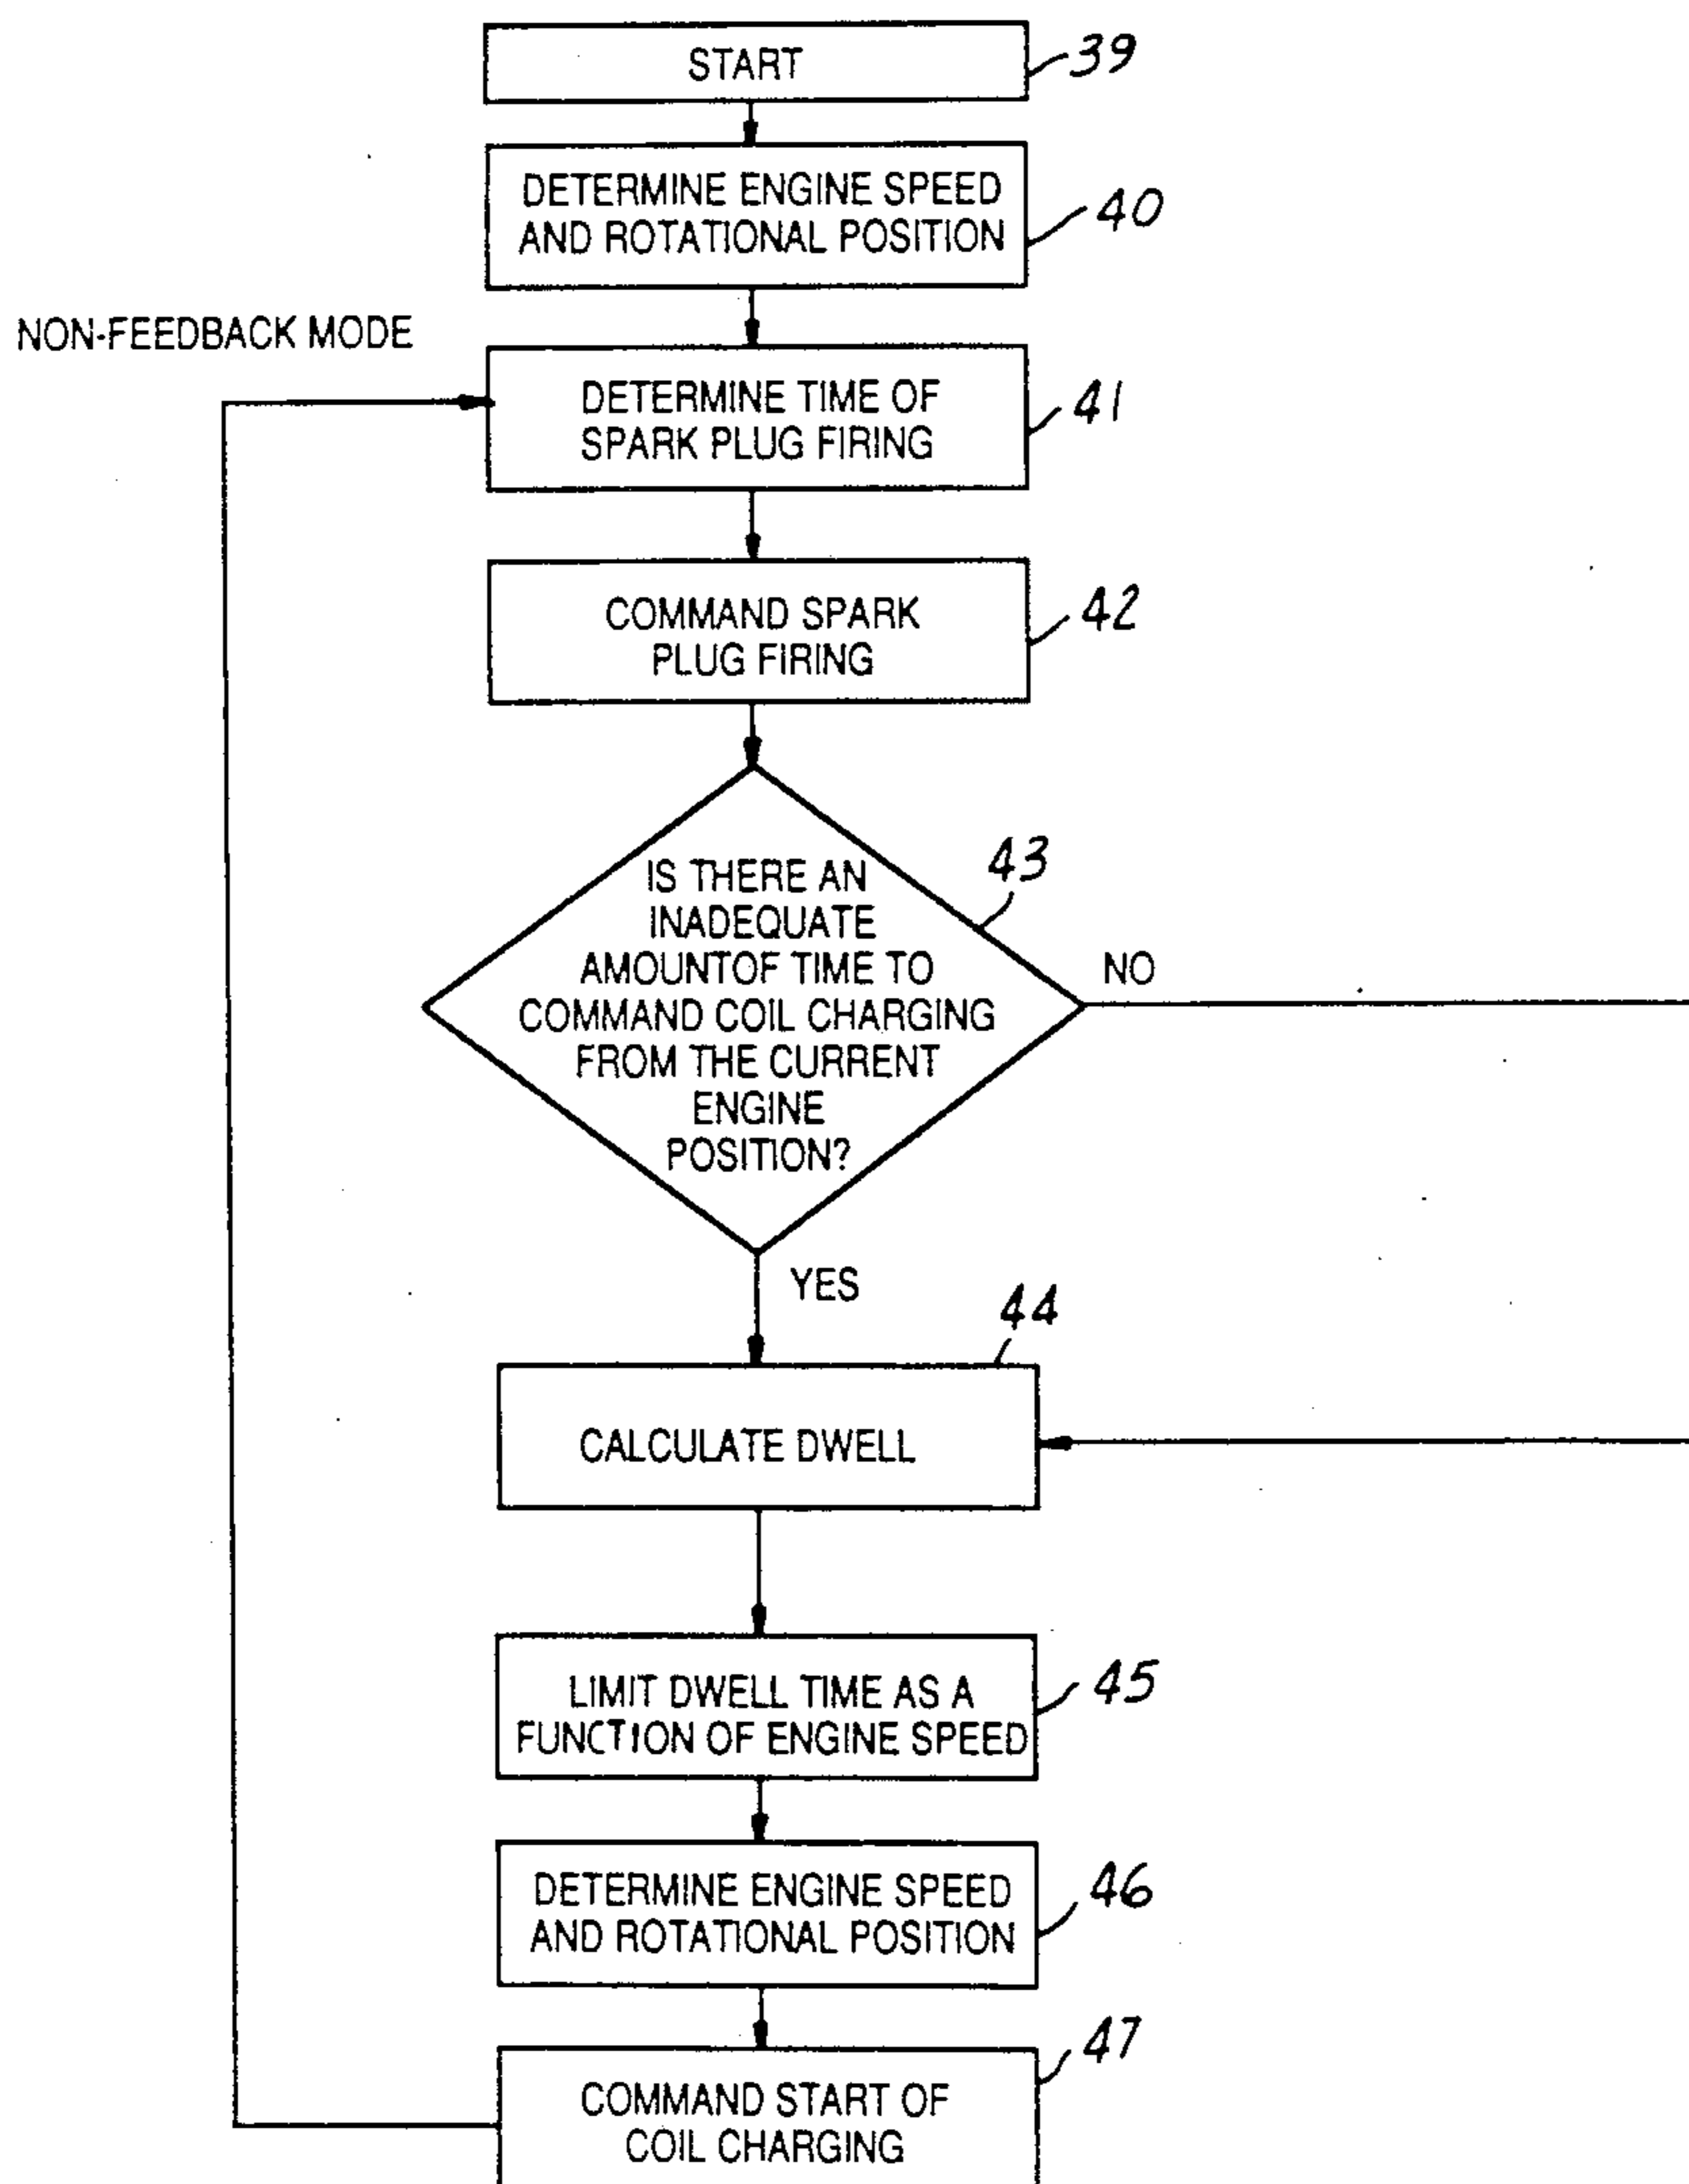 START
39
DETERMINE ENGINE SPEED
AND ROTATIONAL POSITION
40
NON-FEEDBACK MODE
DETERMINE TIME OF
SPARK PLUG FIRING
41
COMMAND SPARK
PLUG FIRING
42
IS THERE AN
INADEQUATE
AMOUNTOF TIME TO
COMMAND COIL CHARGING
FROM THE CURRENT
ENGINE
POSITION?
43
NO
YES
44
CALCULATE DWELL
LIMIT DWELL TIME AS A
FUNCTION OF ENGINE SPEED
45
DETERMINE ENGINE SPEED
AND ROTATIONAL POSITION
46
COMMAND START OF
COIL CHARGING
47